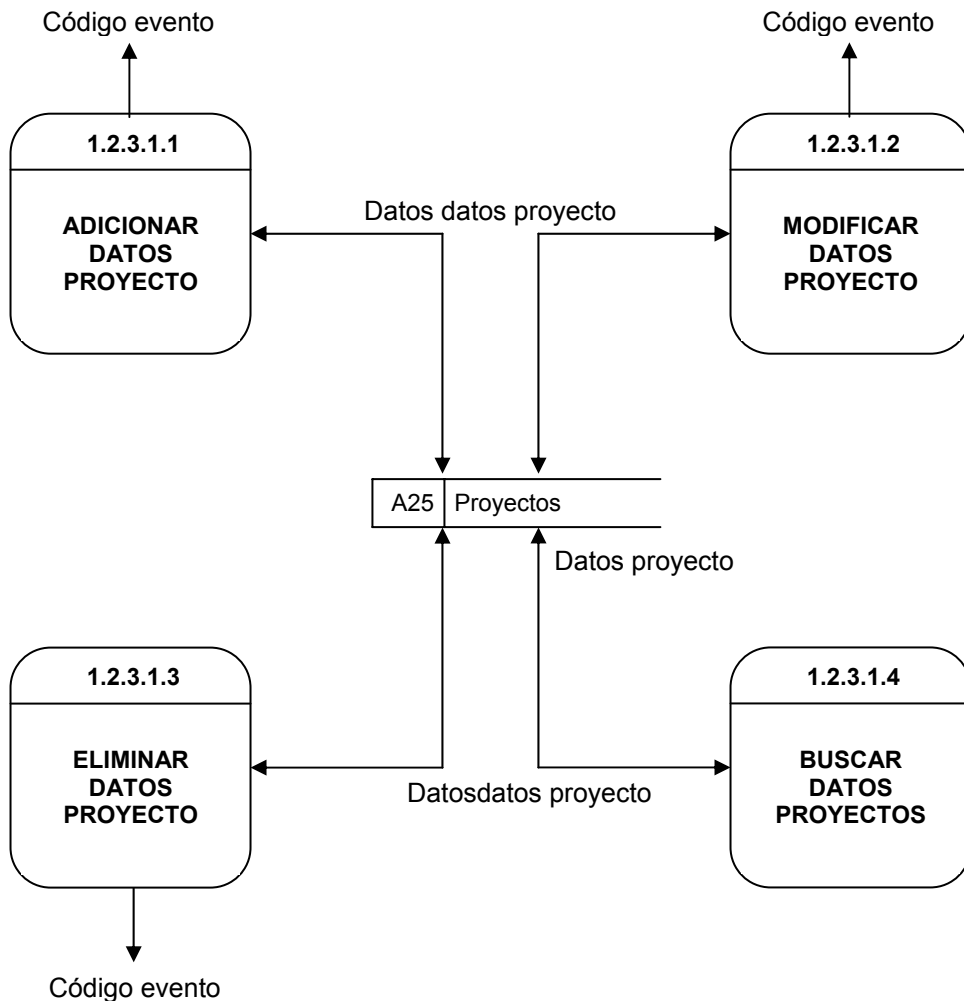 Código evento
Código evento
1.2.3.1.1
1.2.3.1.2
ADICIONAR
DATOS
PROYECTO
Datos datos proyecto
MODIFICAR
DATOS
PROYECTO
A25 Proyectos
Datos proyecto
1.2.3.1.3
1.2.3.1.4
ELIMINAR
DATOS
PROYECTO
Datosdatos proyecto
BUSCAR
DATOS
PROYECTOS
Código evento